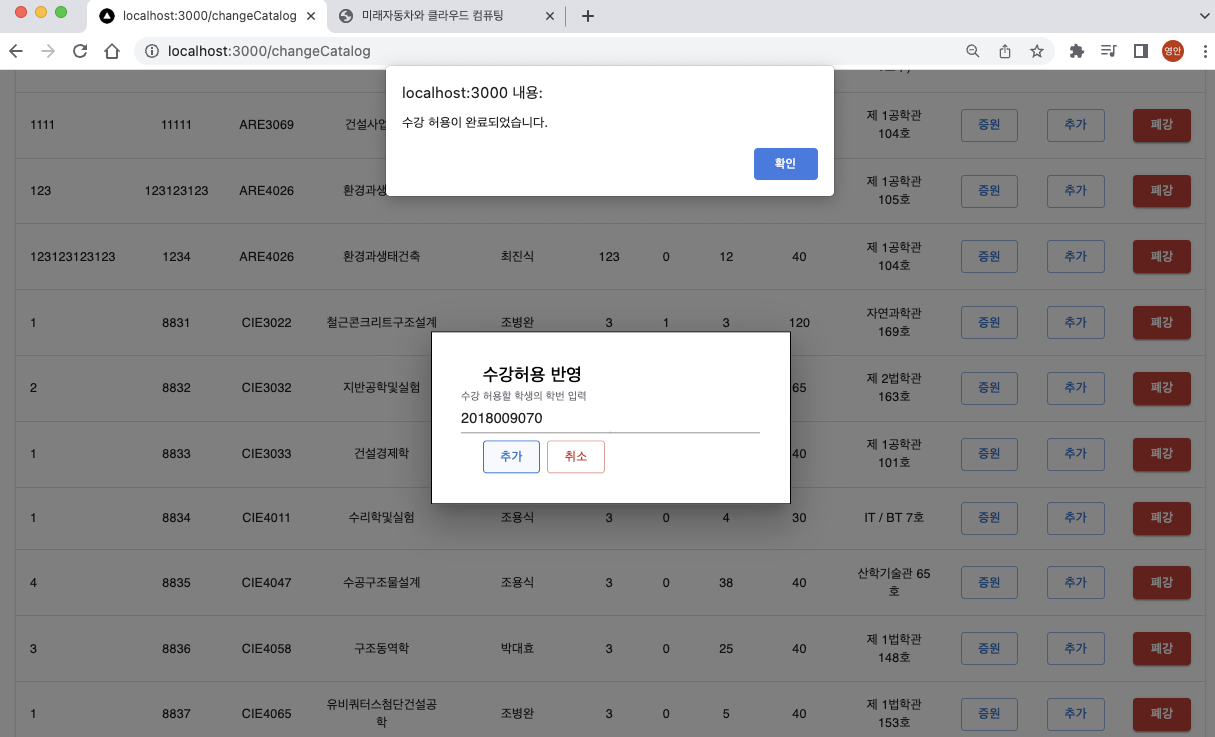 localhost:3000/changeCatalog
미래자동차와 클라우드 컴퓨팅
localhost:3000/changeCatalog
영안
localhost:3000 내용:
수강 허용이 완료되었습니다.
확인
1111 11111 ARE3069 건설사업 제 1공학관 104호 증원 추가 폐강
123 123123123 ARE4026 제 1공학관 105호 증원 추가 폐강
123123123123 1234 ARE4026 환경과생태건축 최진식 123 0 12 40 제 1공학관 104호 증원 추가 폐강
1 8831 CIE3022 철근콘크리트구조설계 조병완 3 1 3 120 자연과학관 169호 증원 추가 폐강
수강허용 반영
수강 허용할 학생의 학번 입력
2018009070
추가 취소
2 8832 CIE3032 지반공학및실험 65 제 2법학관 163호 증원 추가 폐강
1 8833 CIE3033 건설경제학 40 제 1공학관 101호 증원 추가 폐강
1 8834 CIE4011 수리학및실험 조용식 3 0 4 30 IT / BT 7호 증원 추가 폐강
4 8835 CIE4047 수공구조물설계 조용식 3 0 38 40 산학기술관 65호 증원 추가 폐강
3 8836 CIE4058 구조동역학 박대효 3 0 25 40 제 1법학관 148호 증원 추가 폐강
1 8837 CIE4065 유비쿼터스첨단건설공학 조병완 3 0 5 40 제 1법학관 153호 증원 추가 폐강